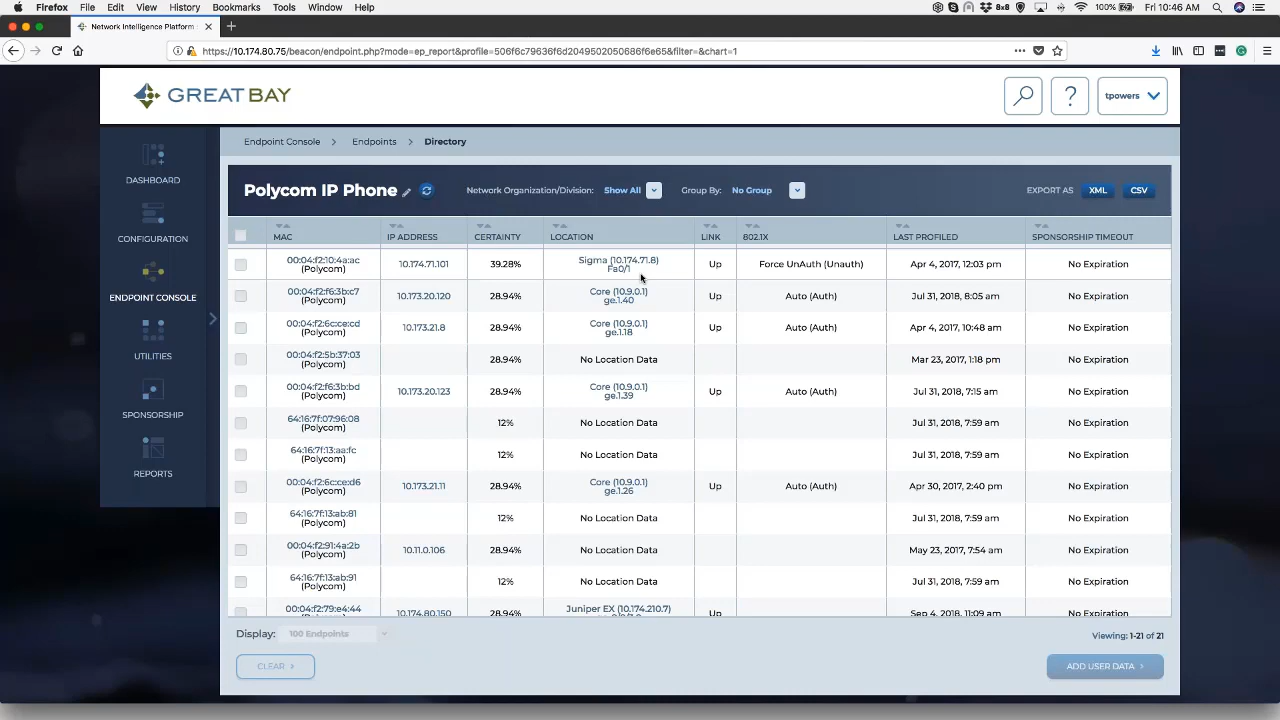 Firefox File Edit View History Bookmarks Tools Window Help 8x8 100% Fri 10:46 AM
Network Intelligence Platform
https://10.174.80.75/beacon/endpoint.php?mode=ep_report&profile=506f6c79636f6d2049502050686f6e65&filter=&chart=1
GREAT BAY
? tpowers
Endpoint Console > Endpoints > Directory
DASHBOARD
CONFIGURATION
ENDPOINT CONSOLE
UTILITIES
SPONSORSHIP
REPORTS
Polycom IP Phone Network Organization/Division: Show All Group By: No Group EXPORT AS XML CSV
MAC IP ADDRESS CERTAINTY LOCATION LINK 802.1X LAST PROFILED SPONSORSHIP TIMEOUT
00:04:f2:10:4a:ac 10.174.71.101 39.28% Sigma (10.174.71.8) Up Force UnAuth (Unauth) Apr 4, 2017, 12:03 pm No Expiration
(Polycom) Fa0/1
00:04:f2:f6:3b:c7 10.173.20.120 28.94% Core (10.9.0.1) Up Auto (Auth) Jul 31, 2018, 8:05 am No Expiration
(Polycom) ge.1.40
00:04:f2:6c:ce:cd 10.173.21.8 28.94% Core (10.9.0.1) Up Auto (Auth) Apr 4, 2017, 10:48 am No Expiration
(Polycom) ge.1.18
00:04:f2:5b:37:03 28.94% No Location Data Mar 23, 2017, 1:18 pm No Expiration
(Polycom)
00:04:f2:f6:3b:bd 10.173.20.123 28.94% Core (10.9.0.1) Up Auto (Auth) Jul 31, 2018, 7:15 am No Expiration
(Polycom) ge.1.39
64:16:7f:07:96:08 12% No Location Data Jul 31, 2018, 7:59 am No Expiration
(Polycom)
64:16:7f:13:aa:fc 12% No Location Data Jul 31, 2018, 7:59 am No Expiration
(Polycom)
00:04:f2:6c:ce:d6 10.173.21.11 28.94% Core (10.9.0.1) Up Auto (Auth) Apr 30, 2017, 2:40 pm No Expiration
(Polycom) ge.1.26
64:16:7f:13:ab:81 12% No Location Data Jul 31, 2018, 7:59 am No Expiration
(Polycom)
00:04:f2:91:4a:2b 10.11.0.106 28.94% No Location Data May 23, 2017, 7:54 am No Expiration
(Polycom)
64:16:7f:13:ab:91 12% No Location Data Jul 31, 2018, 7:59 am No Expiration
(Polycom)
00:04:f2:79:e4:44 10.174.80.150 28.94% Juniper EX (10.174.210.7) Up Sep 4, 2018, 11:09 am No Expiration
Display: 100 Endpoints Viewing: 1-21 of 21
CLEAR > ADD USER DATA >